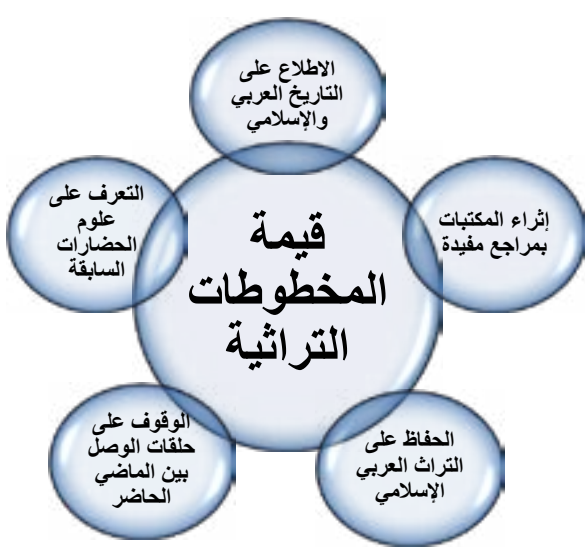 الاطلاع على
التاريخ العربي
والإسلامي
إثراء المكتبات
بمراجع مفيدة
الحفاظ على
التراث العربي
الإسلامي
الوقوف على
حلقات الوصل
بين الماضي
الحاضر
التعرف على
علوم
الحضارات
السابقة
قيمة
المخطوطات
التراثية